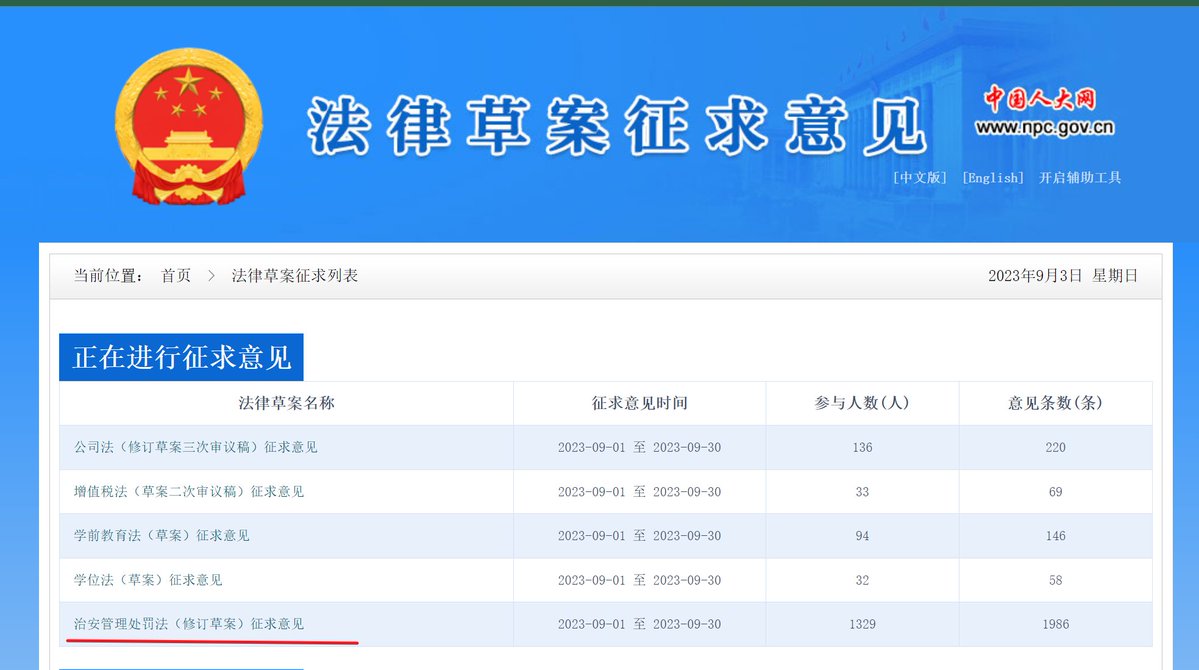 法律草案征求意见
中国人大网
www.npc.gov.cn
[中文版] [English] 开启辅助工具
当前位置： 首页 > 法律草案征求列表 2023年9月3日 星期日
正在进行征求意见
法律草案名称 征求意见时间 参与人数(人) 意见条数(条)
公司法（修订草案三次审议稿）征求意见 2023-09-01 至 2023-09-30 136 220
增值税法（草案二次审议稿）征求意见 2023-09-01 至 2023-09-30 33 69
学前教育法（草案）征求意见 2023-09-01 至 2023-09-30 94 146
学位法（草案）征求意见 2023-09-01 至 2023-09-30 32 58
治安管理处罚法（修订草案）征求意见 2023-09-01 至 2023-09-30 1329 1986